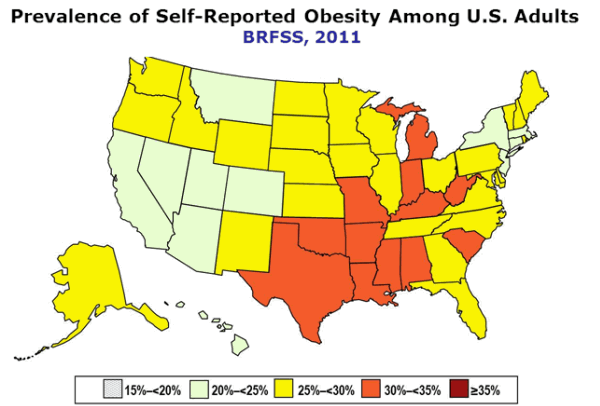 Prevalence of Self-Reported Obesity Among U.S. Adults
BRFSS, 2011
15%–<20% 20%–<25% 25%–<30% 30%–<35% ≥35%